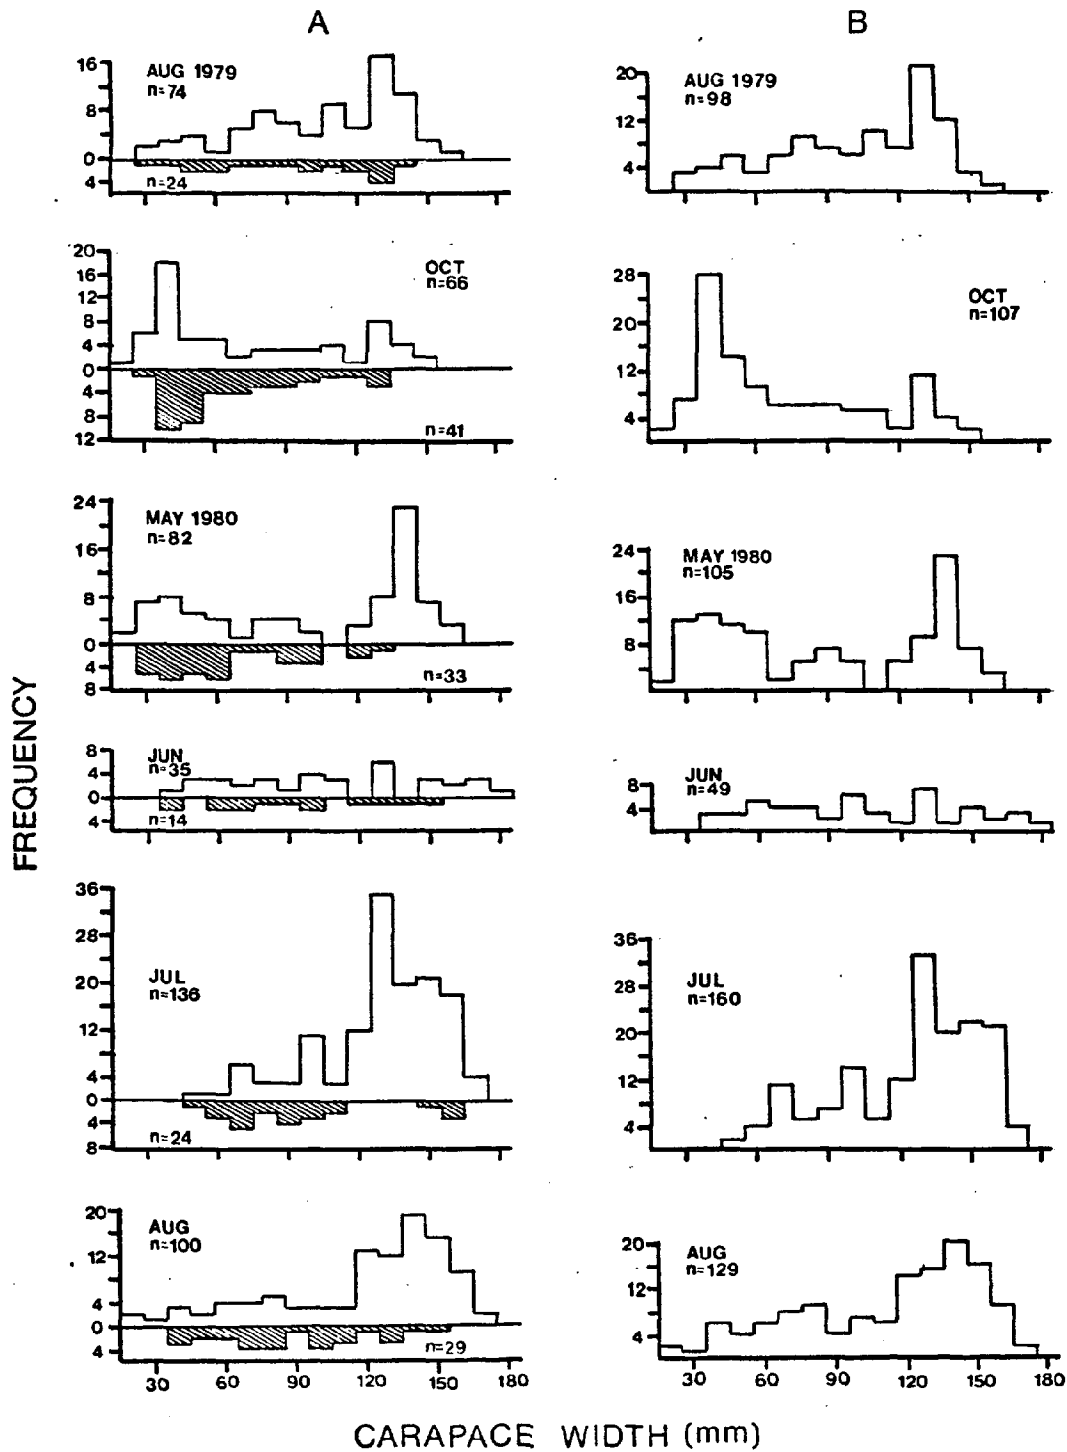 A
B
FREQUENCY
16
8
0
4
AUG 1979
n=74
n=24
20
12
4
AUG 1979
n=98
20
16
12
8
4
0
4
8
12
OCT
n=66
n=41
28
20
12
4
OCT
n=107
24
16
8
0
4
8
MAY 1980
n=82
n=33
24
16
8
MAY 1980
n=105
8
4
0
4
JUN
n=35
n=14
8
4
JUN
n=49
36
28
20
12
4
0
4
8
JUL
n=136
n=24
36
28
20
12
4
JUL
n=160
20
12
4
0
4
AUG
n=100
n=29
30 60 90 120 150 180
20
12
4
AUG
n=129
30 60 90 120 150 180
CARAPACE WIDTH (mm)